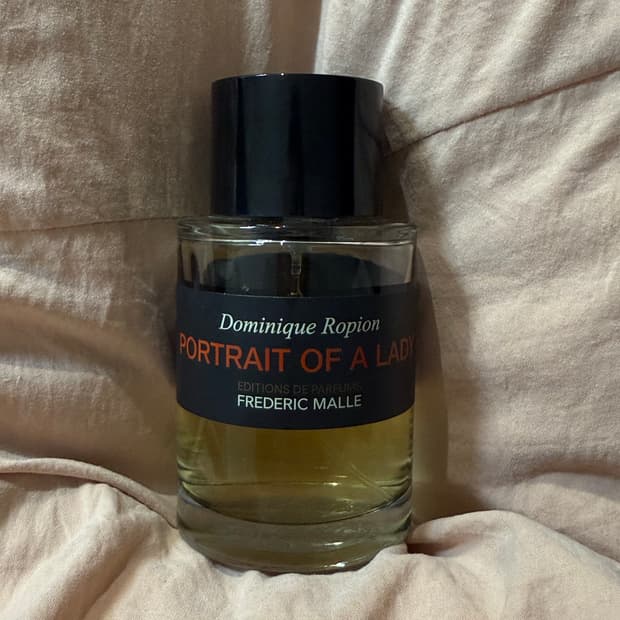 Dominique Ropion
PORTRAIT OF A LADY
EDITIONS DE PARFUMS
FREDERIC MALLE